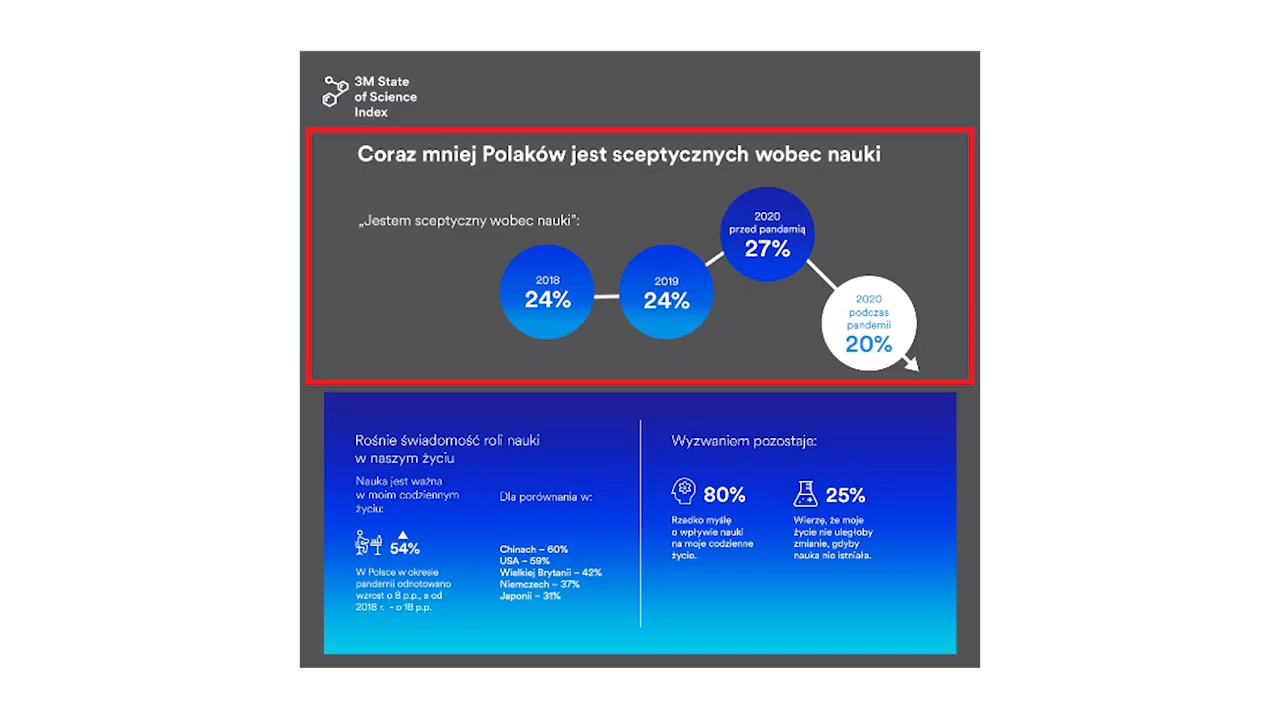 3M State
of Science
Index
Coraz mniej Polaków jest sceptycznych wobec nauki
„Jestem sceptyczny wobec nauki”:
2018
24%
2019
24%
2020
przed pandamią
27%
2020
podczas
pandemii
20%
Rośnie świadomość roli nauki
w naszym życiu
Nauka jest ważna
w moim codziennym
życiu:
54%
W Polsce w okresie
pandemii odnotowano
wzrost o 8 p.p., a od
2018 r. - o 18 p.p.
Dla porównania w:
Chinach – 60%
USA – 59%
Wielkiej Brytanii – 42%
Niemczech – 37%
Japonii – 31%
Wyzwaniem pozostaje:
80%
Rzadko myślę
o wpływie nauki
na moje codzienne
życie.
25%
Wierzę, że moje
życie nie uległoby
zmianie, gdyby
nauka nie istniała.